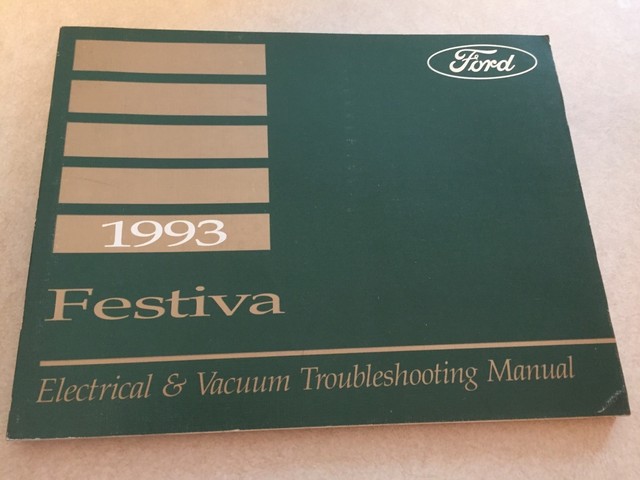 Ford
1993
Festiva
Electrical & Vacuum Troubleshooting Manual